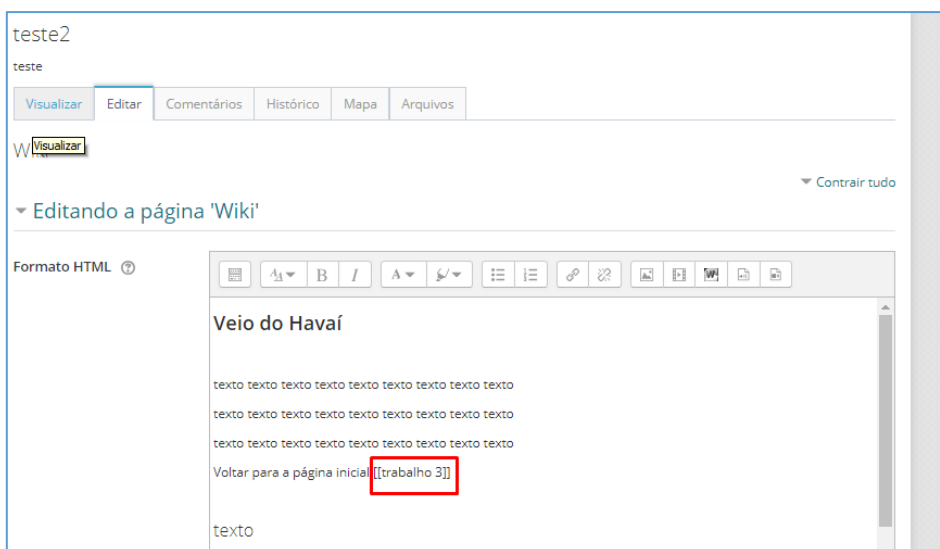 teste2
teste
Visualizar Editar Comentários Histórico Mapa Arquivos
Visualizar
Contrair tudo
Editando a página 'Wiki'
Formato HTML
Veio do Havaí
texto texto texto texto texto texto texto texto texto
texto texto texto texto texto texto texto texto texto
texto texto texto texto texto texto texto texto texto
Voltar para a página inicial [[trabalho 3]]
texto